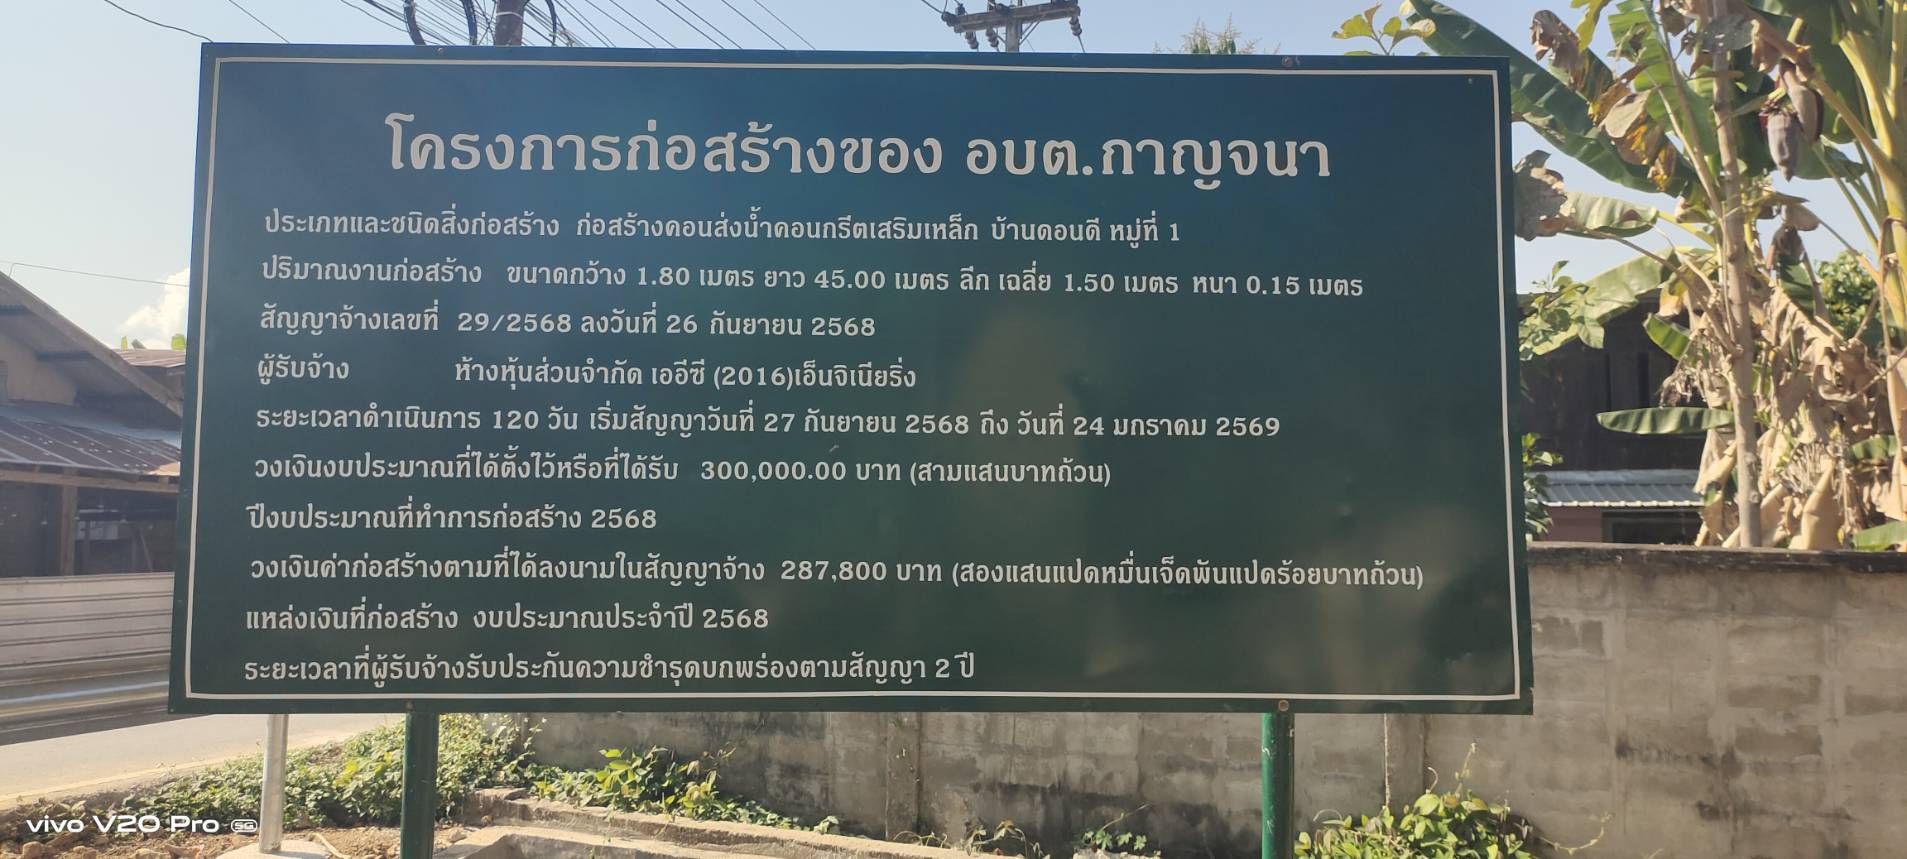 โครงการก่อสร้างของ อบต.กาญจนา
ประเภทและชนิดสิ่งก่อสร้าง ก่อสร้างดอนส่งน้ำคอนกรีตเสริมเหล็ก บ้านดอนดี หมู่ที่ 1
ปริมาณงานก่อสร้าง ขนาดกว้าง 1.80 เมตร ยาว 45.00 เมตร ลึก เฉลี่ย 1.50 เมตร หนา 0.15 เมตร
สัญญาจ้างเลขที่ 29/2568 ลงวันที่ 26 กันยายน 2568
ผู้รับจ้าง ห้างหุ้นส่วนจำกัด เออีซี (2016)เอ็นจิเนียริ่ง
ระยะเวลาดำเนินการ 120 วัน เริ่มสัญญาวันที่ 27 กันยายน 2568 ถึง วันที่ 24 มกราคม 2569
วงเงินงบประมาณที่ได้ตั้งไว้หรือที่ได้รับ 300,000.00 บาท (สามแสนบาทถ้วน)
ปีงบประมาณที่ทำการก่อสร้าง 2568
วงเงินค่าก่อสร้างตามที่ได้ลงนามในสัญญาจ้าง 287,800 บาท (สองแสนแปดหมื่นเจ็ดพันแปดร้อยบาทถ้วน)
แหล่งเงินที่ก่อสร้าง งบประมาณประจำปี 2568
ระยะเวลาที่ผู้รับจ้างรับประกันความชำรุดบกพร่องตามสัญญา 2 ปี
vivo V20 Pro 5G